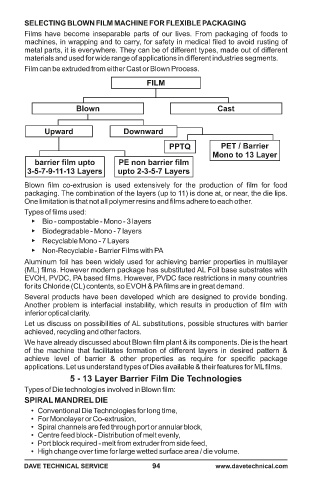 SELECTING BLOWN FILM MACHINE FOR FLEXIBLE PACKAGING
Films have become inseparable parts of our lives. From packaging of foods to
machines, in wrapping and to carry, for safety in medical filed to avoid rusting of
metal parts, it is everywhere. They can be of different types, made out of different
materials and used for wide range of applications in different industries segments.
Film can be extruded from either Cast or Blown Process.
FILM
Blown
Cast
Upward
Downward
PPTQ
PET / Barrier
Mono to 13 Layer
barrier film upto
3-5-7-9-11-13 Layers
PE non barrier film
upto 2-3-5-7 Layers
Blown film co-extrusion is used extensively for the production of film for food
packaging. The combination of the layers (up to 11) is done at, or near, the die lips.
One limitation is that not all polymer resins and films adhere to each other.
Types of films used:
▸ Bio - compostable - Mono - 3 layers
▸ Biodegradable - Mono - 7 layers
▸ Recyclable Mono - 7 Layers
▸ Non-Recyclable - Barrier Films with PA
Aluminum foil has been widely used for achieving barrier properties in multilayer
(ML) films. However modern package has substituted AL Foil base substrates with
EVOH, PVDC, PA based films. However, PVDC face restrictions in many countries
for its Chloride (CL) contents, so EVOH & PA films are in great demand.
Several products have been developed which are designed to provide bonding.
Another problem is interfacial instability, which results in production of film with
inferior optical clarity.
Let us discuss on possibilities of AL substitutions, possible structures with barrier
achieved, recycling and other factors.
We have already discussed about Blown film plant & its components. Die is the heart
of the machine that facilitates formation of different layers in desired pattern &
achieve level of barrier & other properties as require for specific package
applications. Let us understand types of Dies available & their features for ML films.
5 - 13 Layer Barrier Film Die Technologies
Types of Die technologies involved in Blown film:
SPIRAL MANDREL DIE
• Conventional Die Technologies for long time,
• For Monolayer or Co-extrusion,
• Spiral channels are fed through port or annular block,
• Centre feed block - Distribution of melt evenly,
• Port block required - melt from extruder from side feed,
• High change over time for large wetted surface area / die volume.
DAVE TECHNICAL SERVICE 94 www.davetechnical.com